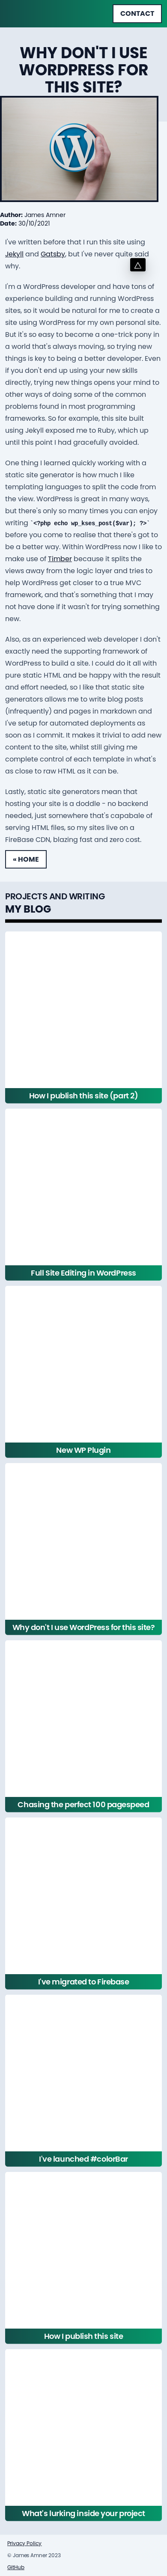 CONTACT
WHY DON'T I USE
WORDPRESS FOR
THIS SITE?
Author: James Amner
Date: 30/10/2021
I've written before that I run this site using
Jekyll and Gatsby, but I've never quite said
why.
I'm a WordPress developer and have tons of
experience building and running WordPress
sites, so it would be natural for me to create a
site using WordPress for my own personal site.
But it's so easy to become a one-trick pony in
a world that's always moving, so trying new
things is key to being a better developer. Even
if you don't end up using your new skills
directly, trying new things opens your mind to
other ways of doing some of the common
problems found in most programming
frameworks. So for example, this site built
using Jekyll exposed me to Ruby, which up
until this point I had gracefully avoided.
One thing I learned quickly working with a
static site generator is how much I like
templating languages to split the code from
the view. WordPress is great in many ways,
but there's only so many times you can enjoy
writing `<?php echo wp_kses_post($var); ?>`
before you start to realise that there's got to
be a better way. Within WordPress now I like to
make use of Timber because it splits the
views away from the logic layer and tries to
help WordPress get closer to a true MVC
framework, and that's something that I may
not have done if it wasn't for trying something
new.
Also, as an experienced web developer I don't
exactly need the supporting framework of
WordPress to build a site. I could do it all with
pure static HTML and be happy with the result
and effort needed, so I like that static site
generators allows me to write blog posts
(infrequently) and pages in markdown and
I've setup for automated deployments as
soon as I commit. It makes it trivial to add new
content to the site, whilst still giving me
complete control of each template in what's
as close to raw HTML as it can be.
Lastly, static site generators mean that
hosting your site is a doddle - no backend
needed, just somewhere that's capabale of
serving HTML files, so my sites live on a
FireBase CDN, blazing fast and zero cost.
« HOME
PROJECTS AND WRITING
MY BLOG
How I publish this site (part 2)
Full Site Editing in WordPress
New WP Plugin
Why don't I use WordPress for this site?
Chasing the perfect 100 pagespeed
I've migrated to Firebase
I've launched #colorBar
How I publish this site
What's lurking inside your project
Privacy Policy
© James Amner 2023
GitHub